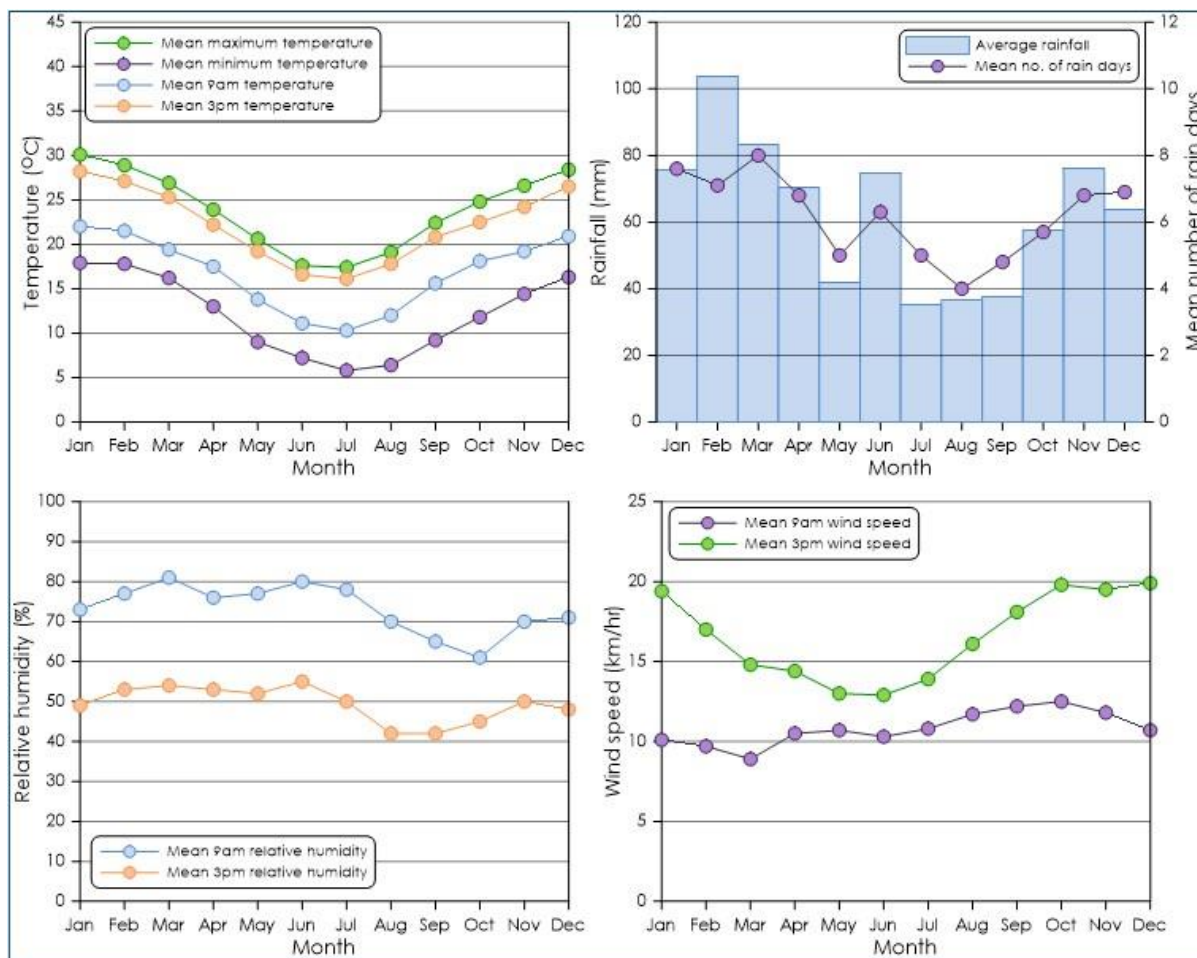 45
40
35
30
25
20
15
10
5
0
Temperature (°C)
Mean maximum temperature
Mean minimum temperature
Mean 9am temperature
Mean 3pm temperature
Jan Feb Mar Apr May Jun Jul Aug Sep Oct Nov Dec
Month
120
100
80
60
40
20
0
Rainfall (mm)
Average rainfall
Mean no. of rain days
12
10
8
6
4
2
0
Mean number of rain days
Jan Feb Mar Apr May Jun Jul Aug Sep Oct Nov Dec
Month
100
90
80
70
60
50
40
30
20
10
0
Relative humidity (%)
Mean 9am relative humidity
Mean 3pm relative humidity
Jan Feb Mar Apr May Jun Jul Aug Sep Oct Nov Dec
Month
25
20
15
10
5
0
Wind speed (km/hr)
Mean 9am wind speed
Mean 3pm wind speed
Jan Feb Mar Apr May Jun Jul Aug Sep Oct Nov Dec
Month